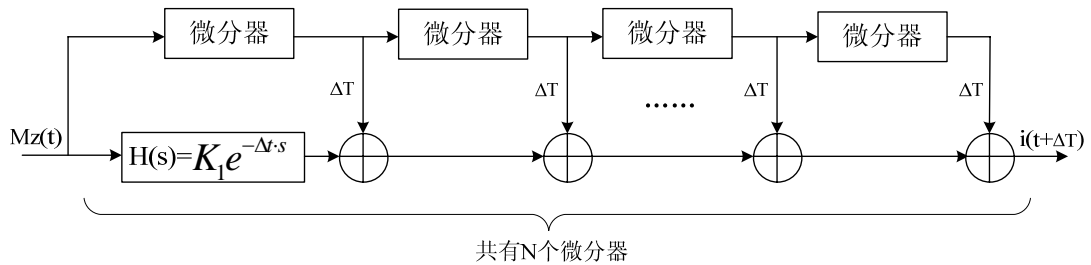 微分器 微分器 微分器 微分器
ΔT ΔT ΔT ΔT
……
Mz(t) H(s)=K₁e^{-Δt·s} i(t+ΔT)
共有N个微分器